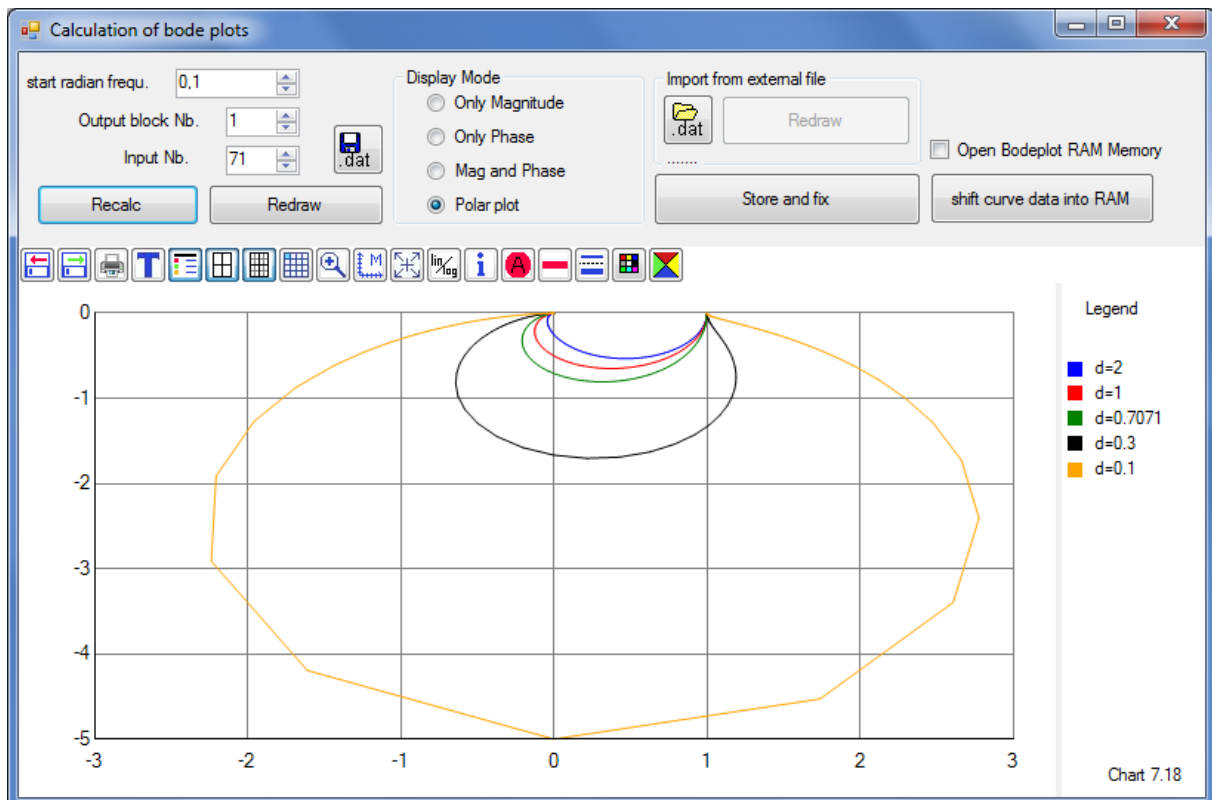 Calculation of bode plots
start radian frequ. 0,1
Output block Nb. 1
Input Nb. 71
.dat
Recalc
Redraw
Display Mode
Only Magnitude
Only Phase
Mag and Phase
Polar plot
Import from external file
.dat
Redraw
.......
Store and fix
Open Bodeplot RAM Memory
shift curve data into RAM
T
M
lin/log
i
A
0
-1
-2
-3
-4
-5
-3 -2 -1 0 1 2 3
Legend
d=2
d=1
d=0.7071
d=0.3
d=0.1
Chart 7.18